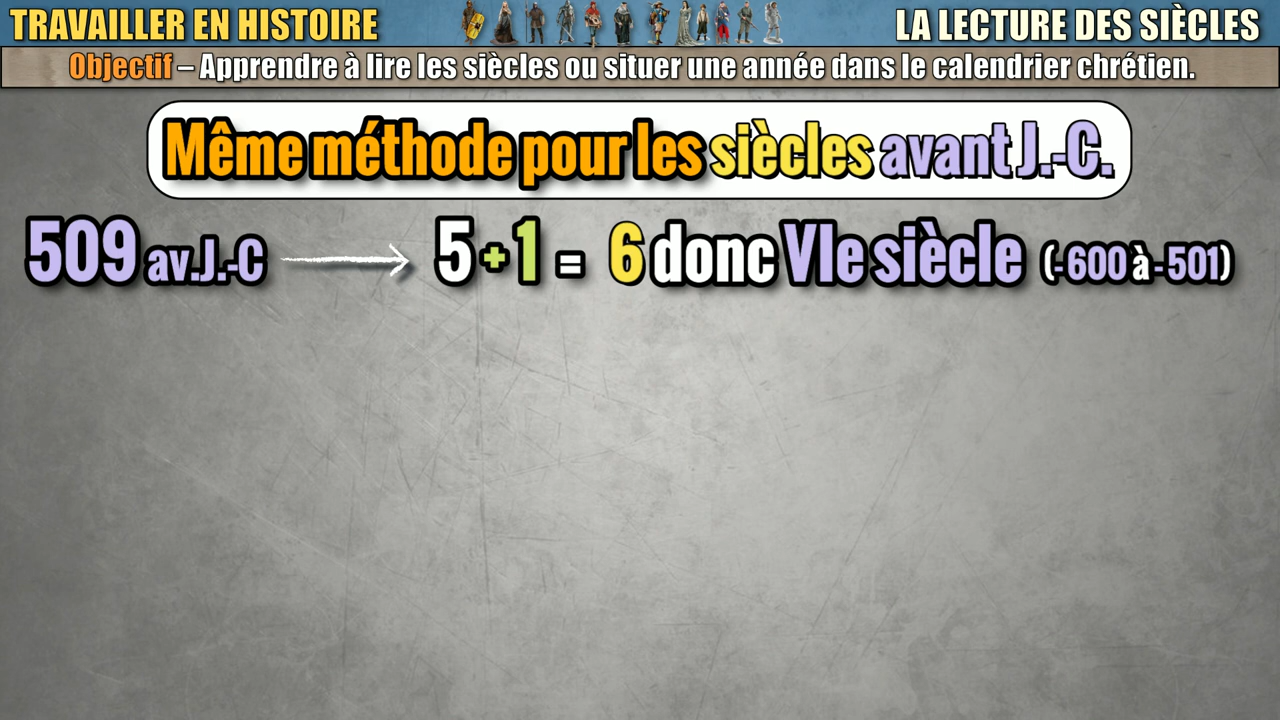 TRAVAILLER EN HISTOIRE
LA LECTURE DES SIÈCLES
Objectif – Apprendre à lire les siècles ou situer une année dans le calendrier chrétien.
Même méthode pour les siècles avant J.-C.
509 av.J.-C → 5 + 1 = 6 donc VIe siècle (-600 à -501)